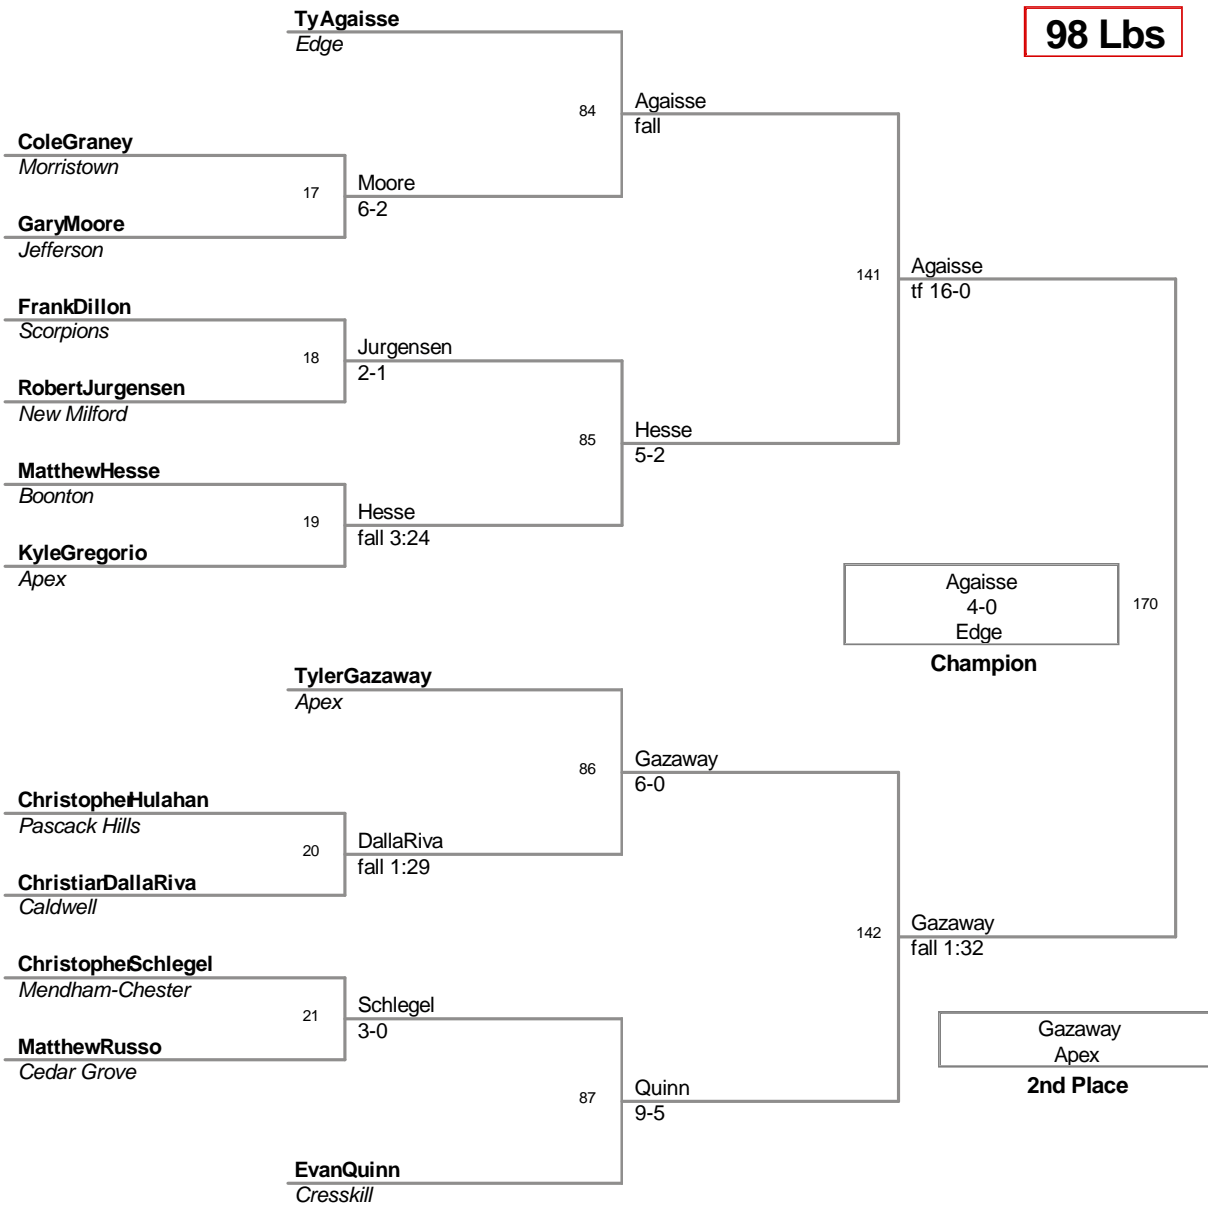 TyAgaisse
Edge
98 Lbs
84
Agaisse
fall
ColeGraney
Morristown
17
Moore
6-2
GaryMoore
Jefferson
141
Agaisse
tf 16-0
FrankDillon
Scorpions
18
Jurgensen
2-1
RobertJurgensen
New Milford
85
Hesse
5-2
MatthewHesse
Boonton
19
Hesse
fall 3:24
KyleGregorio
Apex
Agaisse
4-0
Edge
170
Champion
TylerGazaway
Apex
86
Gazaway
6-0
ChristopherHulahan
Pascack Hills
20
DallaRiva
fall 1:29
ChristianDallaRiva
Caldwell
142
Gazaway
fall 1:32
ChristopherSchlegel
Mendham-Chester
21
Schlegel
3-0
MatthewRusso
Cedar Grove
Gazaway
Apex
2nd Place
87
Quinn
9-5
EvanQuinn
Cresskill